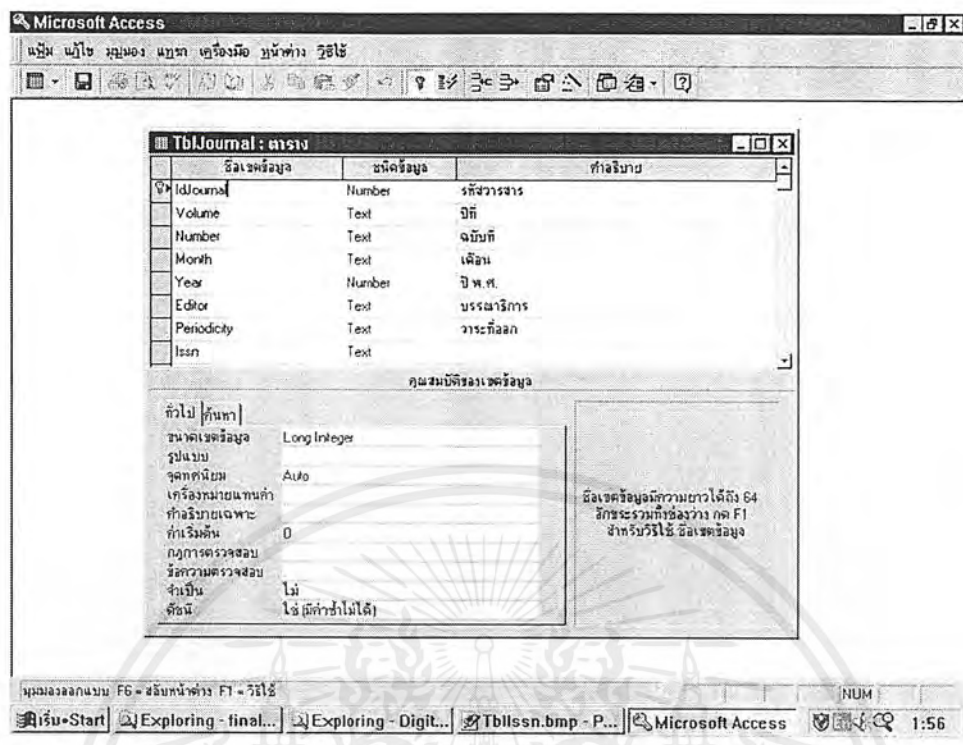 Microsoft Access
แฟ้ม แก้ไข มุมมอง แทรก เครื่องมือ หน้าต่าง วิธีใช้
TblJournal : ตาราง
ชื่อเขตข้อมูล ชนิดข้อมูล คำอธิบาย
IdJournal Number รหัสวารสาร
Volume Text ปีที่
Number Text ฉบับที่
Month Text เดือน
Year Number ปี พ.ศ.
Editor Text บรรณาธิการ
Periodicity Text วาระที่ออก
Issn Text
คุณสมบัติของเขตข้อมูล
ทั่วไป ค้นหา
ขนาดเขตข้อมูล Long Integer
รูปแบบ
จุดทศนิยม Auto
เครื่องหมายแทนค่า
คำอธิบายเฉพาะ
ค่าเริ่มต้น 0
กฎการตรวจสอบ
ข้อความตรวจสอบ
จำเป็น ไม่
ดัชนี ใช่ (มีค่าซ้ำไม่ได้)
ชื่อเขตข้อมูลมีความยาวได้ถึง 64
อักขระรวมทั้งช่องว่าง กด F1
สำหรับวิธีใช้ ชื่อเขตข้อมูล
มุมมองออกแบบ F6 = สลับหน้าต่าง F1 = วิธีใช้ NUM
เริ่ม•Start Exploring - final... Exploring - Digit... TblIssn.bmp - P... Microsoft Access 1:56